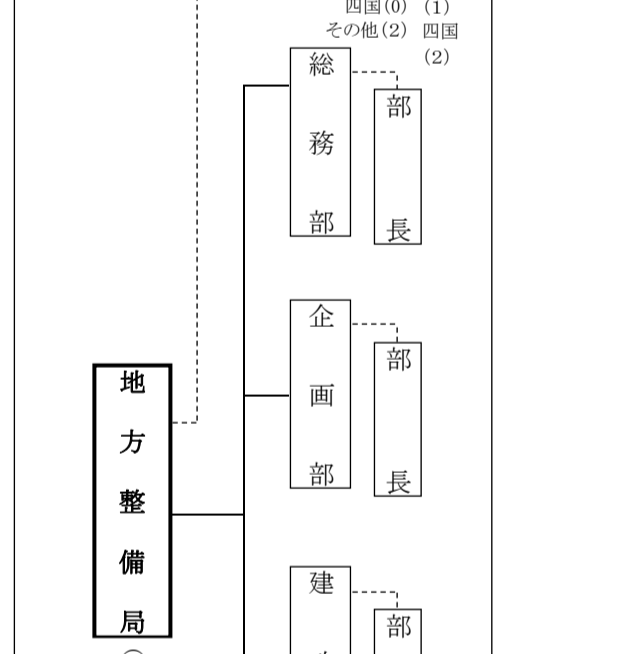 四国(0) (1)
その他(2) 四国
(2)
総務部
部長
企画部
部長
地方整備局
建
部